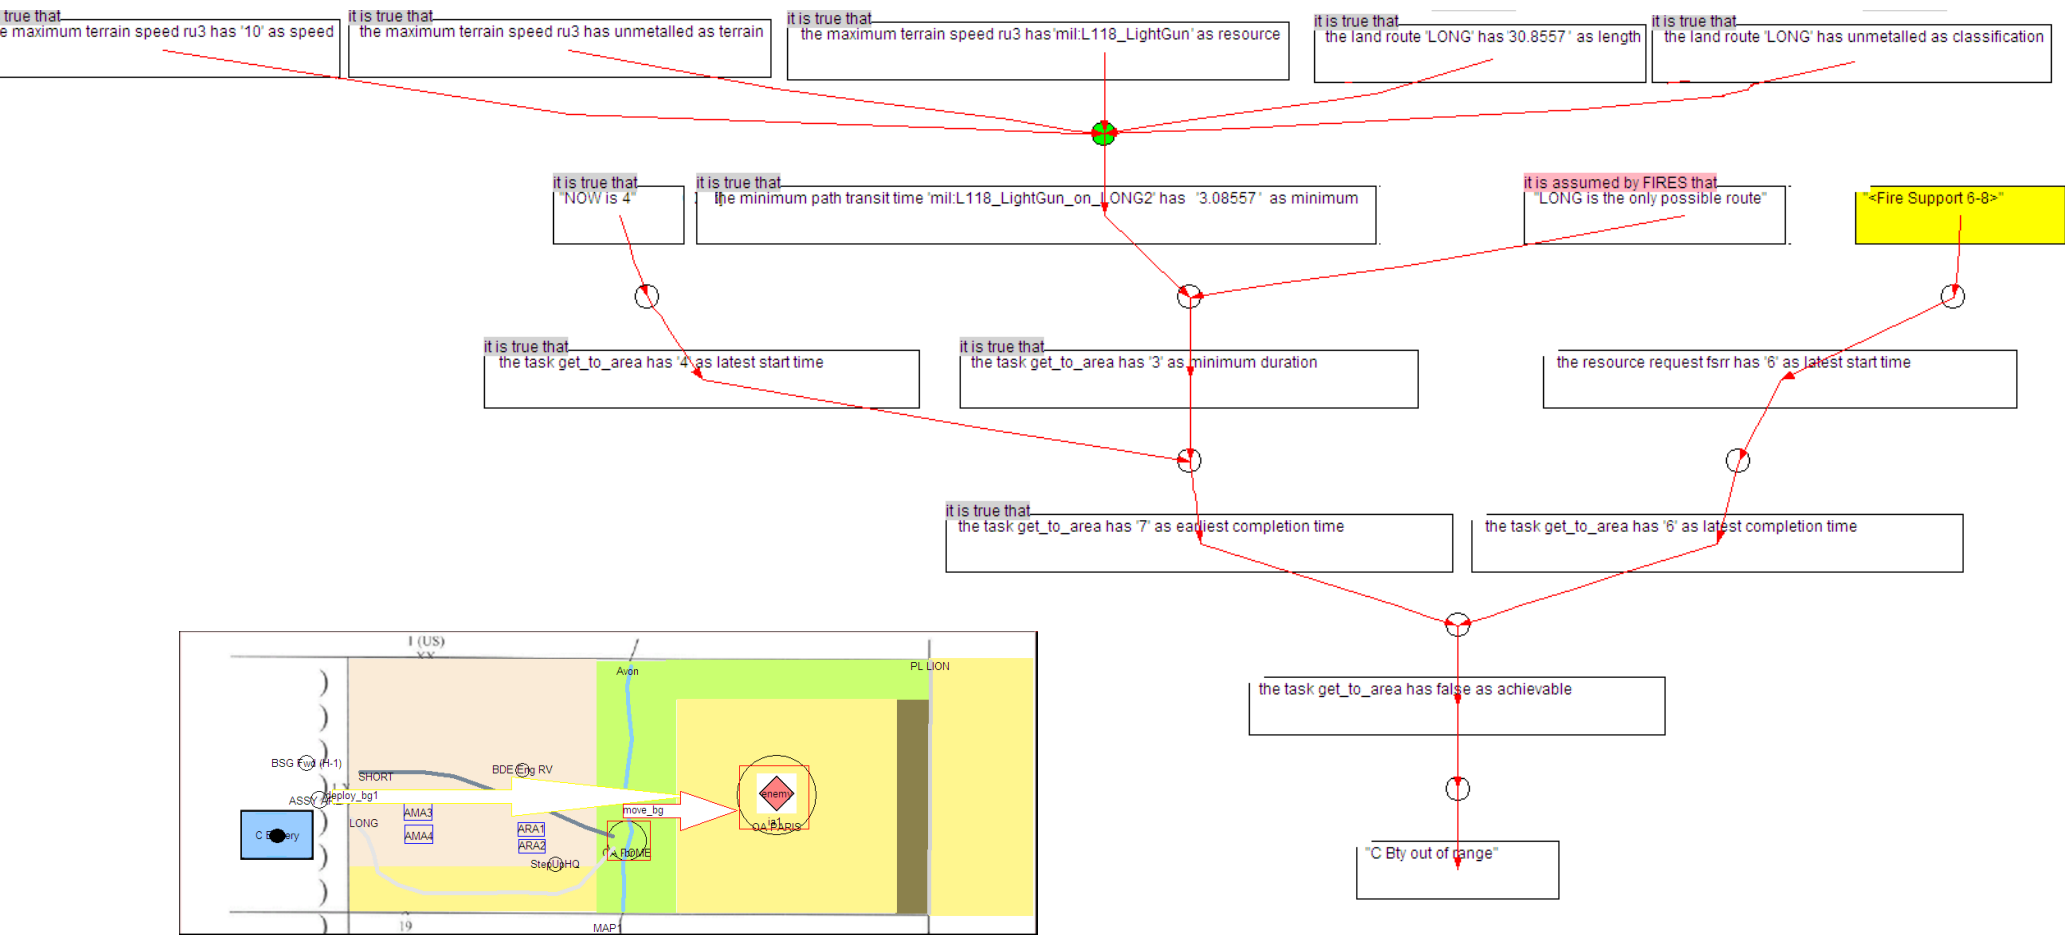 true that
it is true that
it is true that
it is true that
it is true that
e maximum terrain speed ru3 has '10' as speed
the maximum terrain speed ru3 has unmetalled as terrain
the maximum terrain speed ru3 has 'mil:L118_LightGun' as resource
the land route 'LONG' has '30.8557' as length
the land route 'LONG' has unmetalled as classification
it is true that
it is true that
it is assumed by FIRES that
"NOW is 4"
the minimum path transit time 'mil:L118_LightGun_on_LONG2' has '3.08557' as minimum
"LONG is the only possible route"
"<Fire Support 6-8>"
it is true that
it is true that
the task get_to_area has '4' as latest start time
the task get_to_area has '3' as minimum duration
the resource request fsrr has '6' as latest start time
it is true that
the task get_to_area has '7' as earliest completion time
the task get_to_area has '6' as latest completion time
the task get_to_area has false as achievable
"C Bty out of range"
I (US)
XX
Avon
PL LION
BSG Fwd (H-1)
SHORT
BDE Eng RV
ASSY
deploy_bg1
enemy
AMA3
move_bg
LONG
ia1
OA PARIS
C
AMA4
ARA1
ARA2
StepUpHQ
19
MAP1